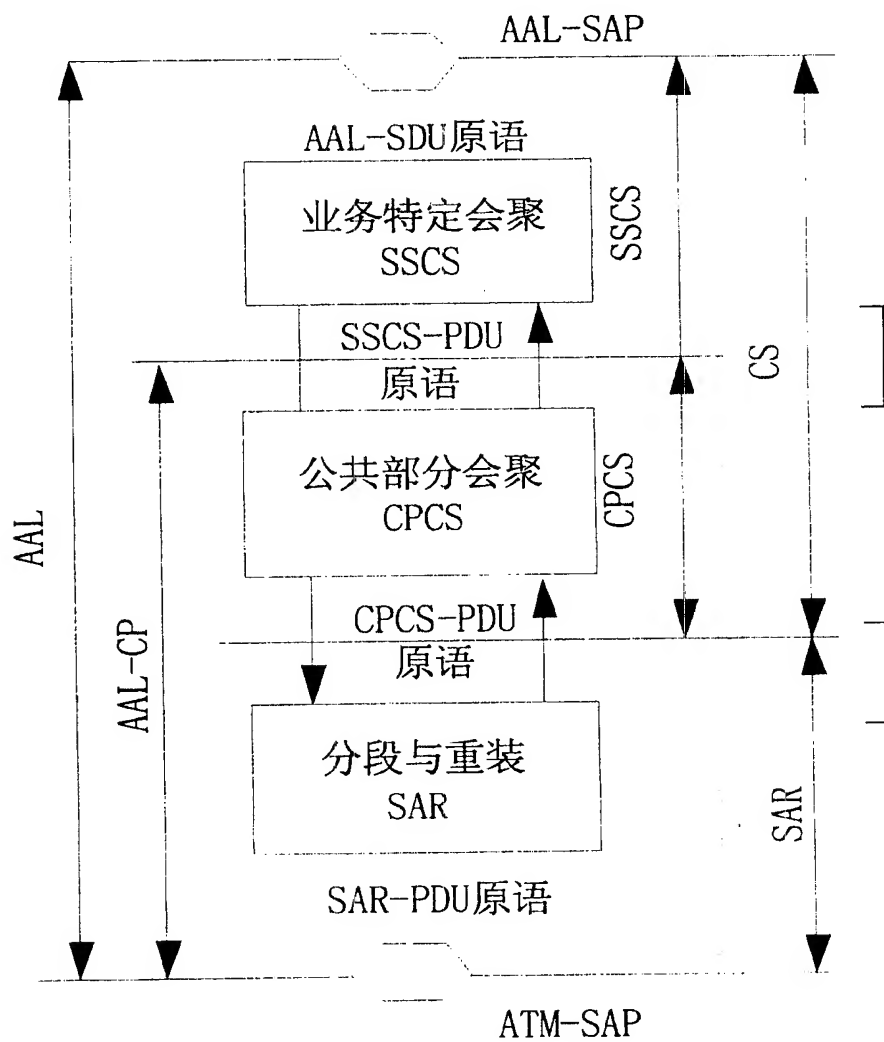 AAL-SAP
AAL-SDU原语
业务特定会聚
SSCS
SSCS
SSCS-PDU
原语
CS
公共部分会聚
CPCS
CPCS
AAL
CPCS-PDU
原语
AAL-CP
分段与重装
SAR
SAR
SAR-PDU原语
ATM-SAP